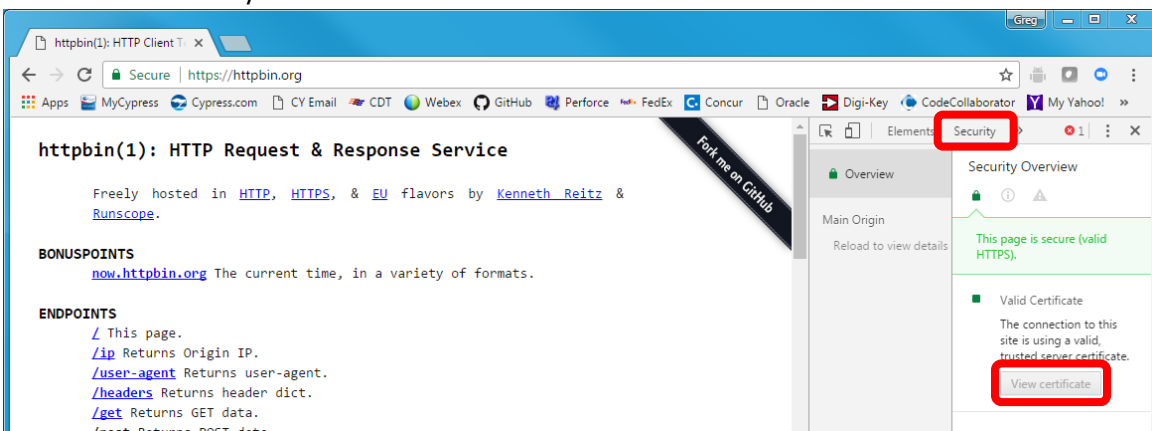 Greg
httpbin(1): HTTP Client T
Secure | https://httpbin.org
Apps MyCypress Cypress.com CY Email CDT Webex GitHub Perforce FedEx Concur Oracle Digi-Key CodeCollaborator My Yahoo! »
httpbin(1): HTTP Request & Response Service
Freely hosted in HTTP, HTTPS, & EU flavors by Kenneth Reitz &
Runscope.
BONUSPOINTS
now.httpbin.org The current time, in a variety of formats.
ENDPOINTS
/ This page.
/ip Returns Origin IP.
/user-agent Returns user-agent.
/headers Returns header dict.
/get Returns GET data.
Fork me on GitHub
Elements Security 1
Overview
Main Origin
Reload to view details
Security Overview
This page is secure (valid
HTTPS).
Valid Certificate
The connection to this
site is using a valid,
trusted server certificate.
View certificate